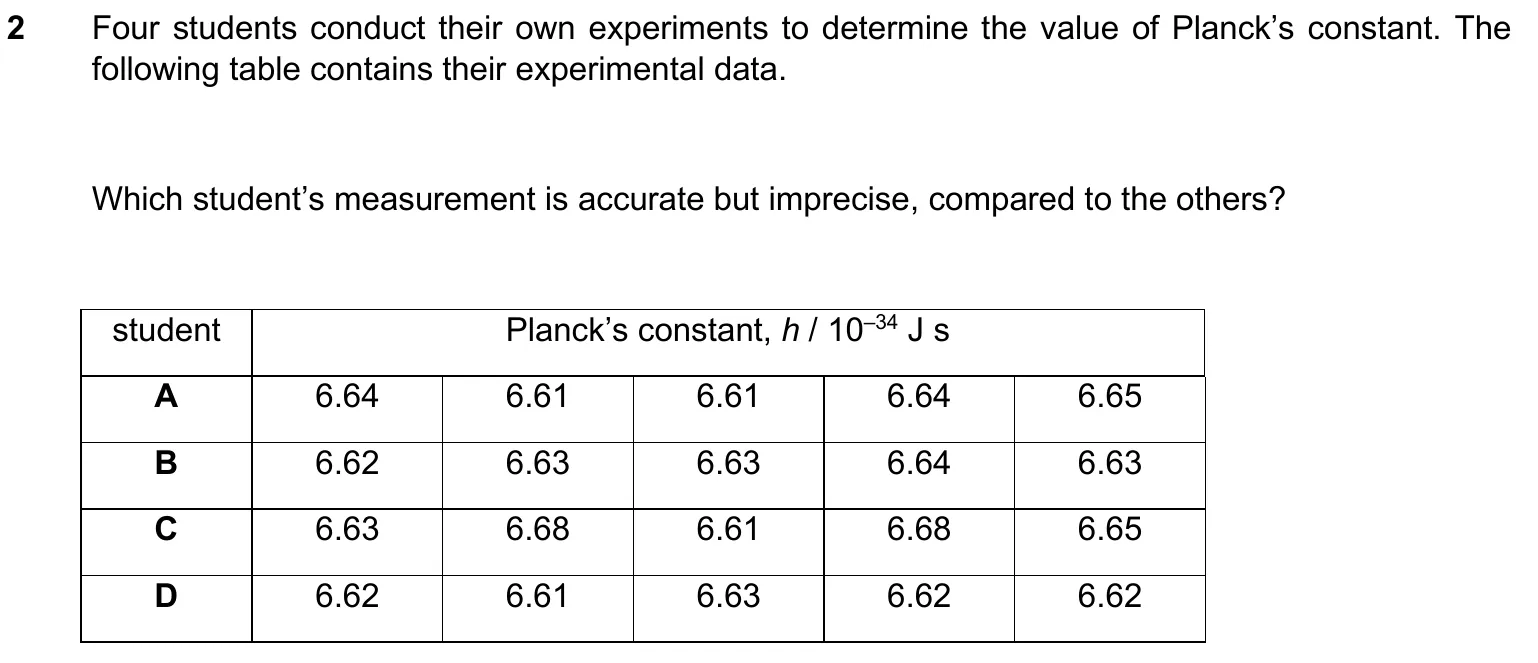 2 Four students conduct their own experiments to determine the value of Planck’s constant. The
following table contains their experimental data.
Which student’s measurement is accurate but imprecise, compared to the others?
student Planck’s constant, h / 10⁻³⁴ J s
A 6.64 6.61 6.61 6.64 6.65
B 6.62 6.63 6.63 6.64 6.63
C 6.63 6.68 6.61 6.68 6.65
D 6.62 6.61 6.63 6.62 6.62